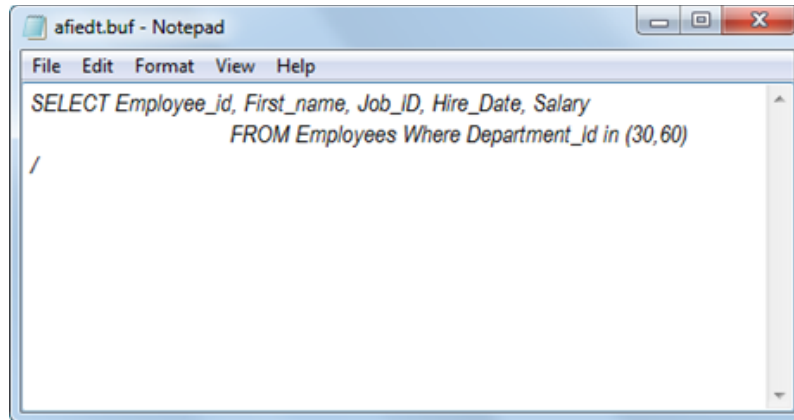 afiedt.buf - Notepad
File Edit Format View Help
SELECT Employee_id, First_name, Job_ID, Hire_Date, Salary
FROM Employees Where Department_Id in (30,60)
/